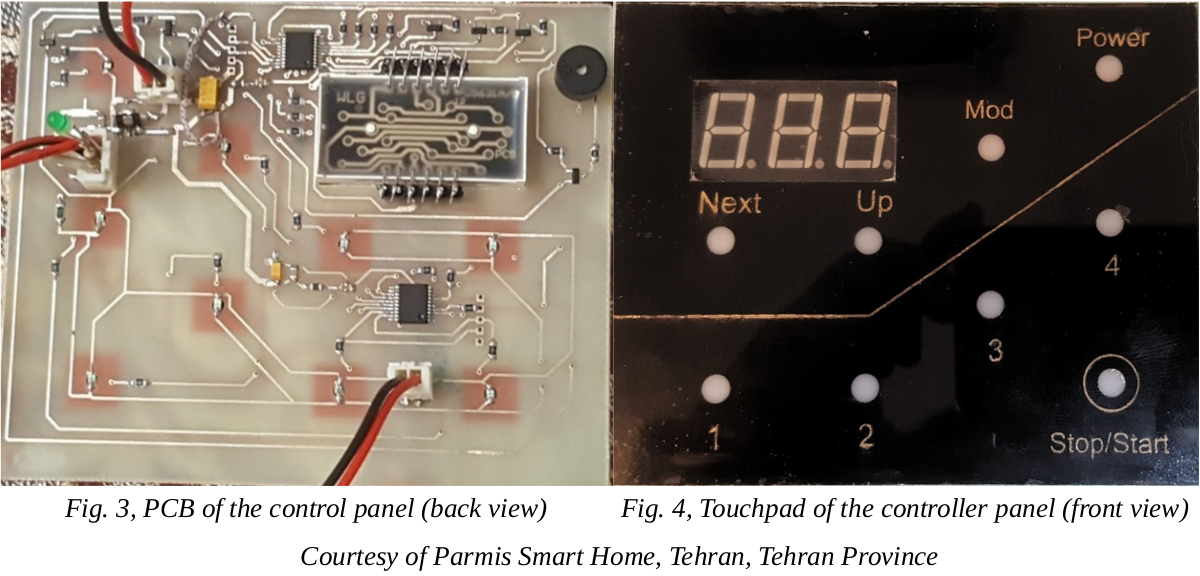 WLG
PCB
Power
Mod
Next Up
4
3
1 2
Stop/Start
Fig. 3, PCB of the control panel (back view)
Fig. 4, Touchpad of the controller panel (front view)
Courtesy of Parmis Smart Home, Tehran, Tehran Province